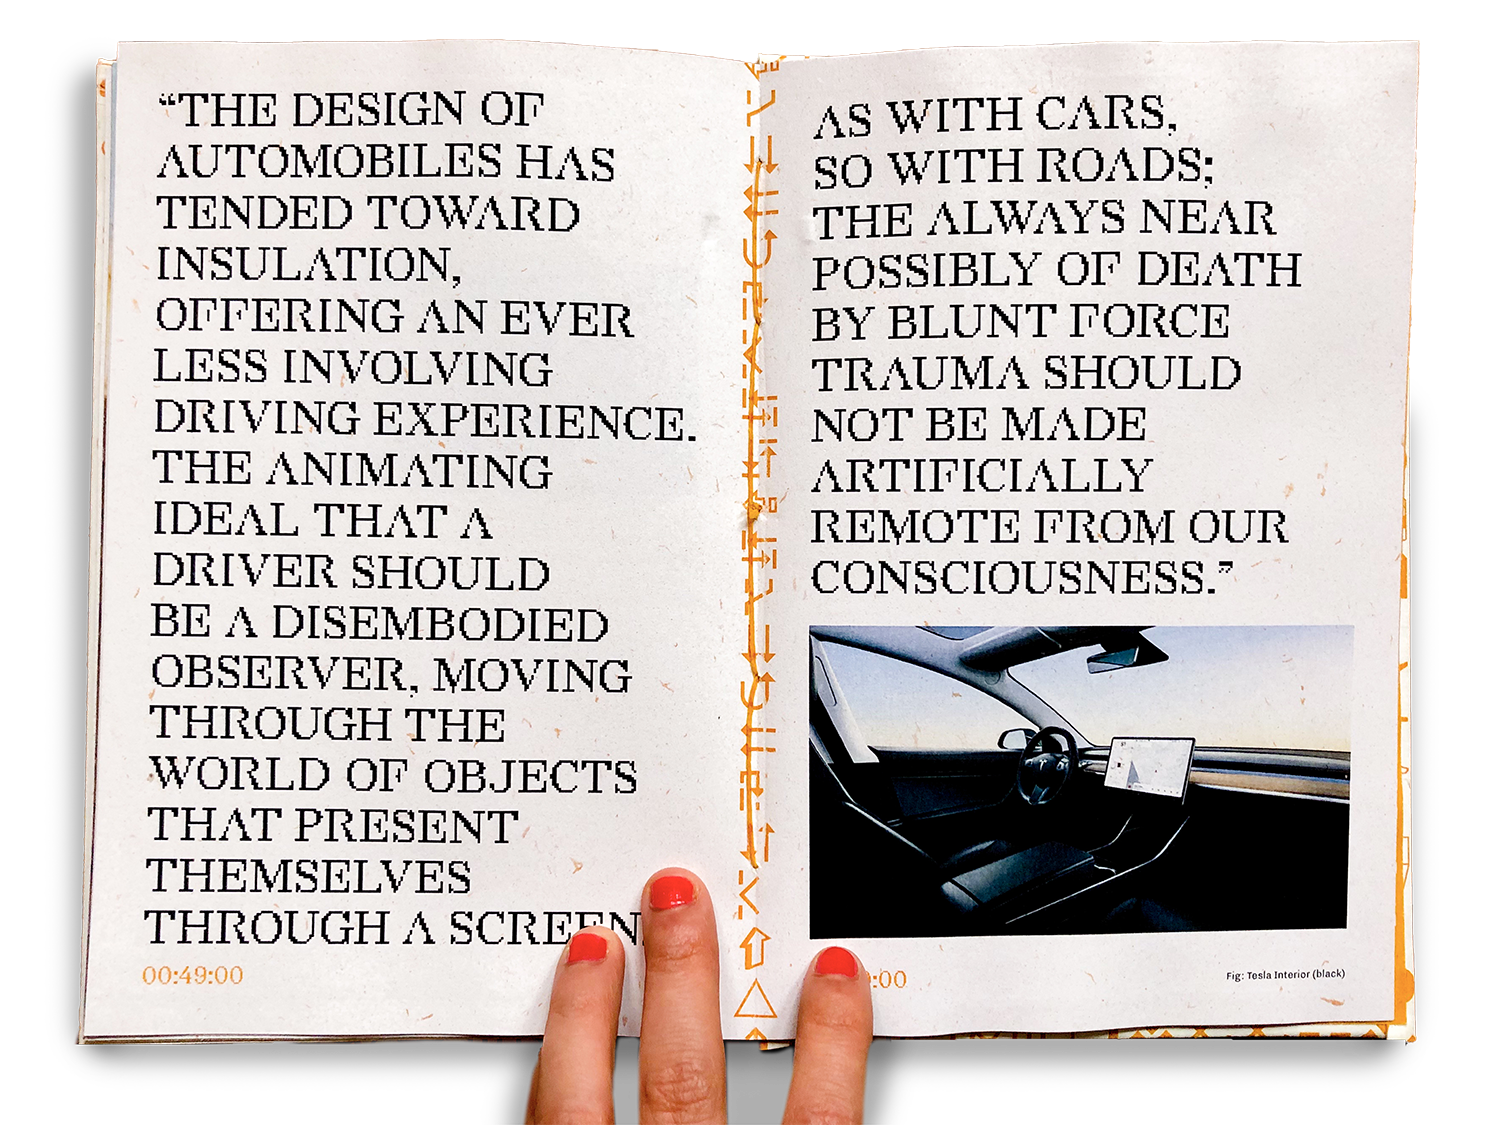 “THE DESIGN OF
AUTOMOBILES HAS
TENDED TOWARD
INSULATION,
OFFERING AN EVER
LESS INVOLVING
DRIVING EXPERIENCE.
THE ANIMATING
IDEAL THAT A
DRIVER SHOULD
BE A DISEMBODIED
OBSERVER, MOVING
THROUGH THE
WORLD OF OBJECTS
THAT PRESENT
THEMSELVES
THROUGH A SCREEN.
00:49:00
AS WITH CARS,
SO WITH ROADS;
THE ALWAYS NEAR
POSSIBLY OF DEATH
BY BLUNT FORCE
TRAUMA SHOULD
NOT BE MADE
ARTIFICIALLY
REMOTE FROM OUR
CONSCIOUSNESS.”
:00
Fig: Tesla Interior (black)